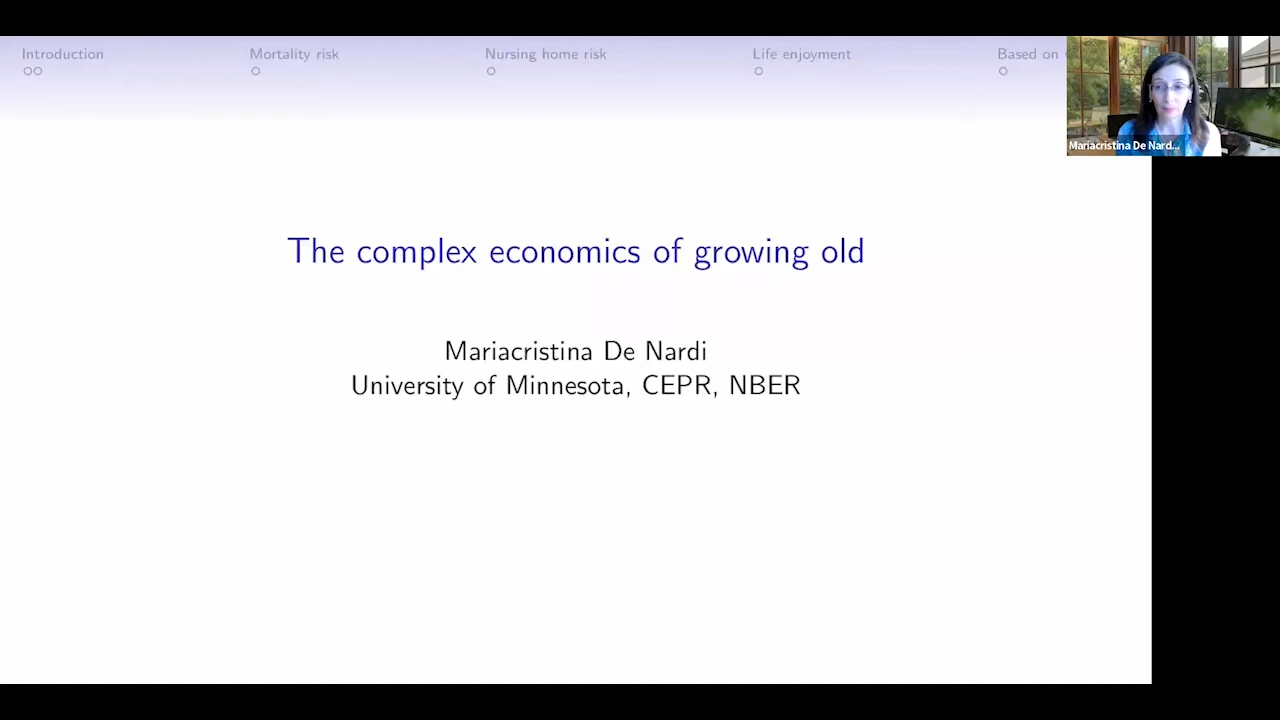 Introduction
Mortality risk
Nursing home risk
Life enjoyment
Based on
Mariacristina De Nard...
The complex economics of growing old
Mariacristina De Nardi
University of Minnesota, CEPR, NBER